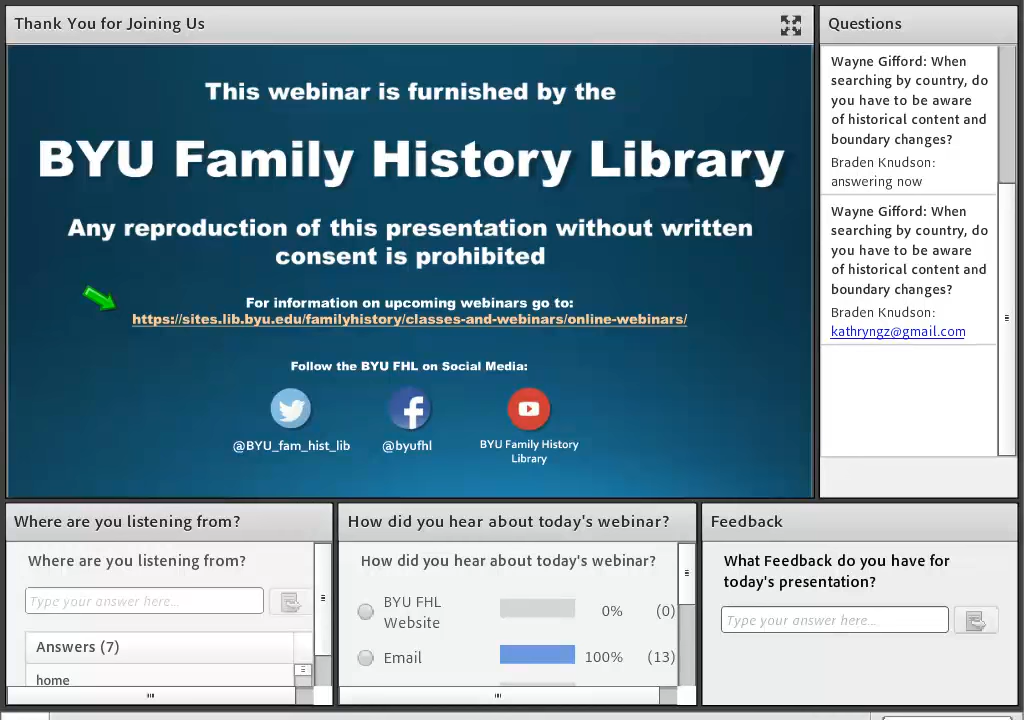 Thank You for Joining Us
This webinar is furnished by the
BYU Family History Library
Any reproduction of this presentation without written
consent is prohibited
For information on upcoming webinars go to:
https://sites.lib.byu.edu/familyhistory/classes-and-webinars/online-webinars/
Follow the BYU FHL on Social Media:
@BYU_fam_hist_lib
@byufhl
BYU Family History
Library
Questions
Wayne Gifford: When
searching by country, do
you have to be aware
of historical content and
boundary changes?
Braden Knudson:
answering now
Wayne Gifford: When
searching by country, do
you have to be aware
of historical content and
boundary changes?
Braden Knudson:
kathryngz@gmail.com
Where are you listening from?
Where are you listening from?
Type your answer here...
Answers (7)
home
How did you hear about today's webinar?
How did you hear about today's webinar?
BYU FHL
Website
0% (0)
Email 100% (13)
Feedback
What Feedback do you have for
today's presentation?
Type your answer here...